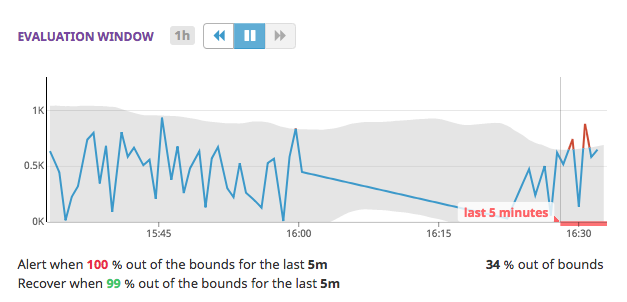 EVALUATION WINDOW 1h
1K
0.5K
0K
last 5 minutes
15:45 16:00 16:15 16:30
Alert when 100 % out of the bounds for the last 5m 34 % out of bounds
Recover when 99 % out of the bounds for the last 5m